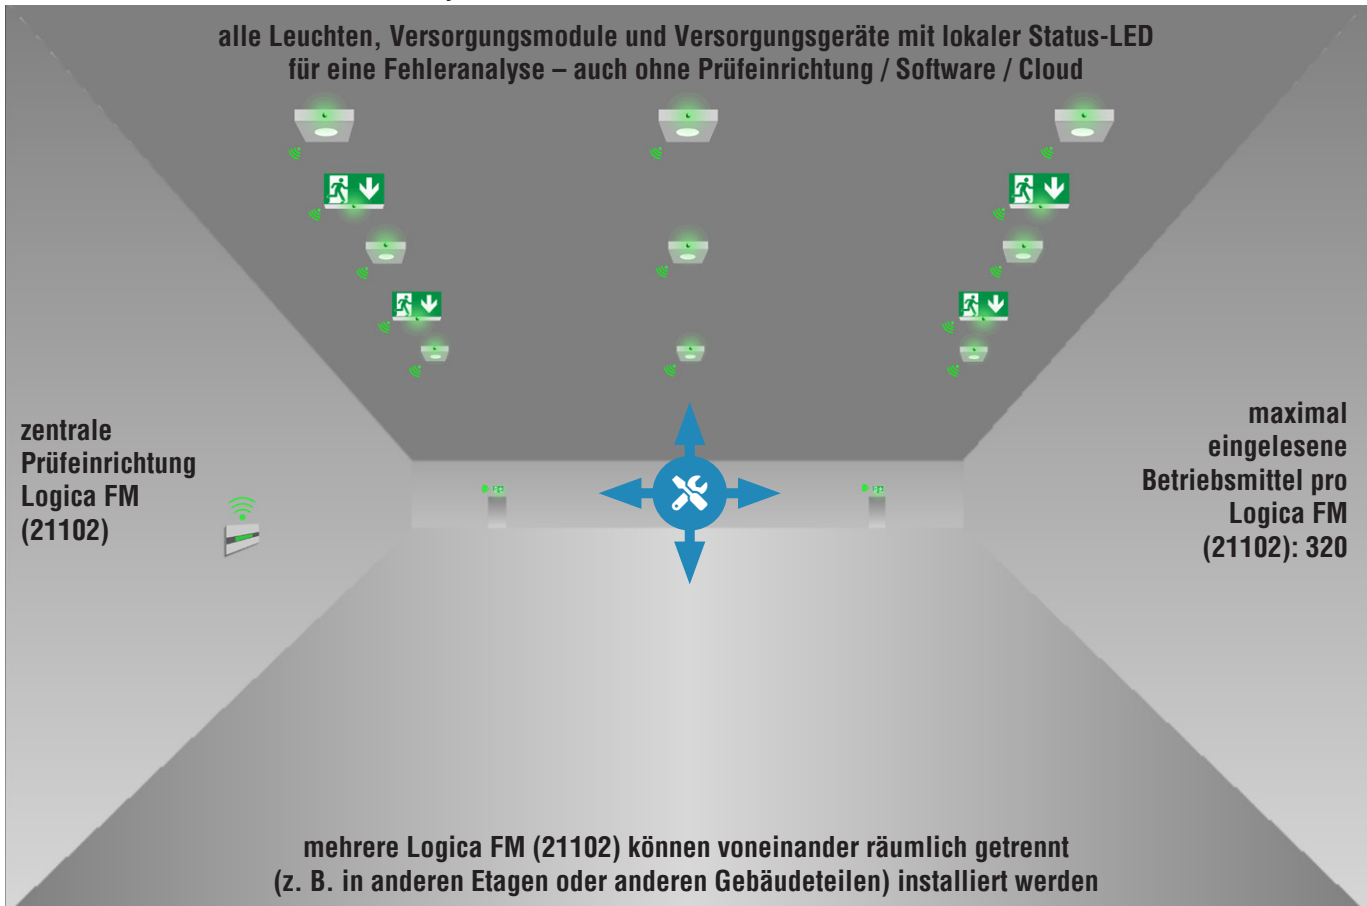 alle Leuchten, Versorgungsmodule und Versorgungsgeräte mit lokaler Status-LED
für eine Fehleranalyse – auch ohne Prüfeinrichtung / Software / Cloud
zentrale
Prüfeinrichtung
Logica FM
(21102)
maximal
eingelesene
Betriebsmittel pro
Logica FM
(21102): 320
mehrere Logica FM (21102) können voneinander räumlich getrennt
(z. B. in anderen Etagen oder anderen Gebäudeteilen) installiert werden